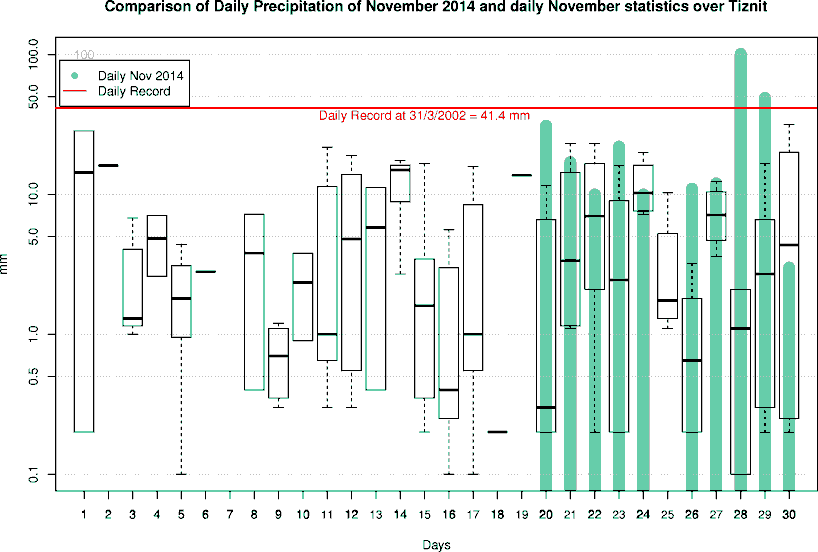 Comparison of Daily Precipitation of November 2014 and daily November statistics over Tiznit
100
Daily Nov 2014
Daily Record
Daily Record at 31/3/2002 = 41.4 mm
100.0
50.0
10.0
5.0
1.0
0.5
0.1
mm
1 2 3 4 5 6 7 8 9 10 11 12 13 14 15 16 17 18 19 20 21 22 23 24 25 26 27 28 29 30
Days